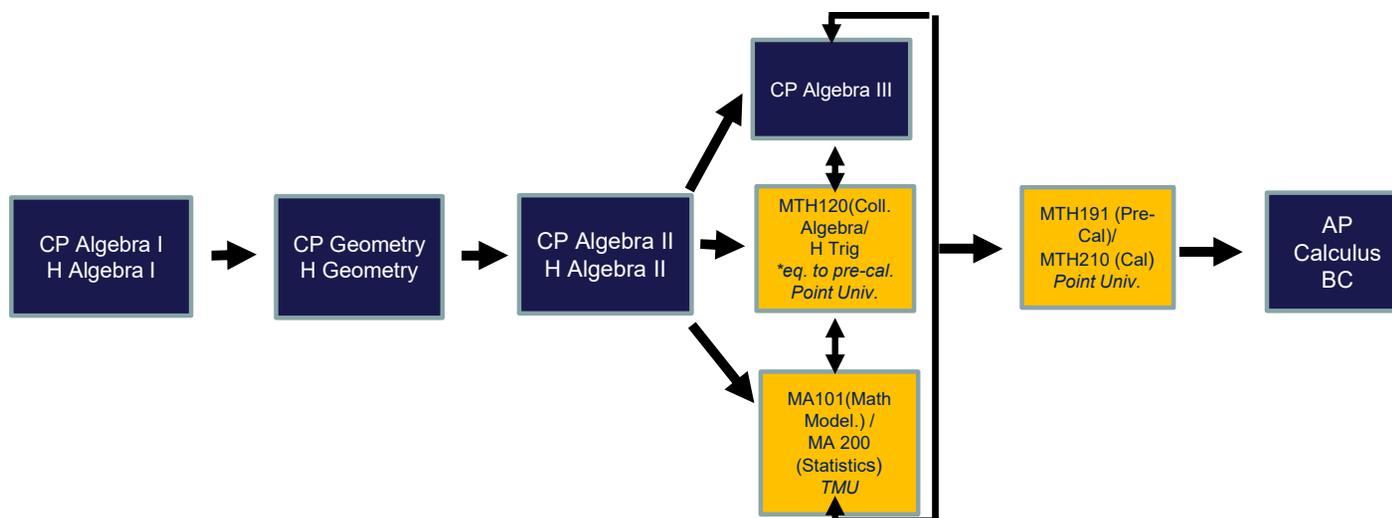 CP Algebra I
H Algebra I
CP Geometry
H Geometry
CP Algebra II
H Algebra II
CP Algebra III
MTH120(Coll.
Algebra/
H Trig
*eq. to pre-cal.
Point Univ.
MA101(Math
Model.) /
MA 200
(Statistics)
TMU
MTH191 (Pre-
Cal)/
MTH210 (Cal)
Point Univ.
AP
Calculus
BC